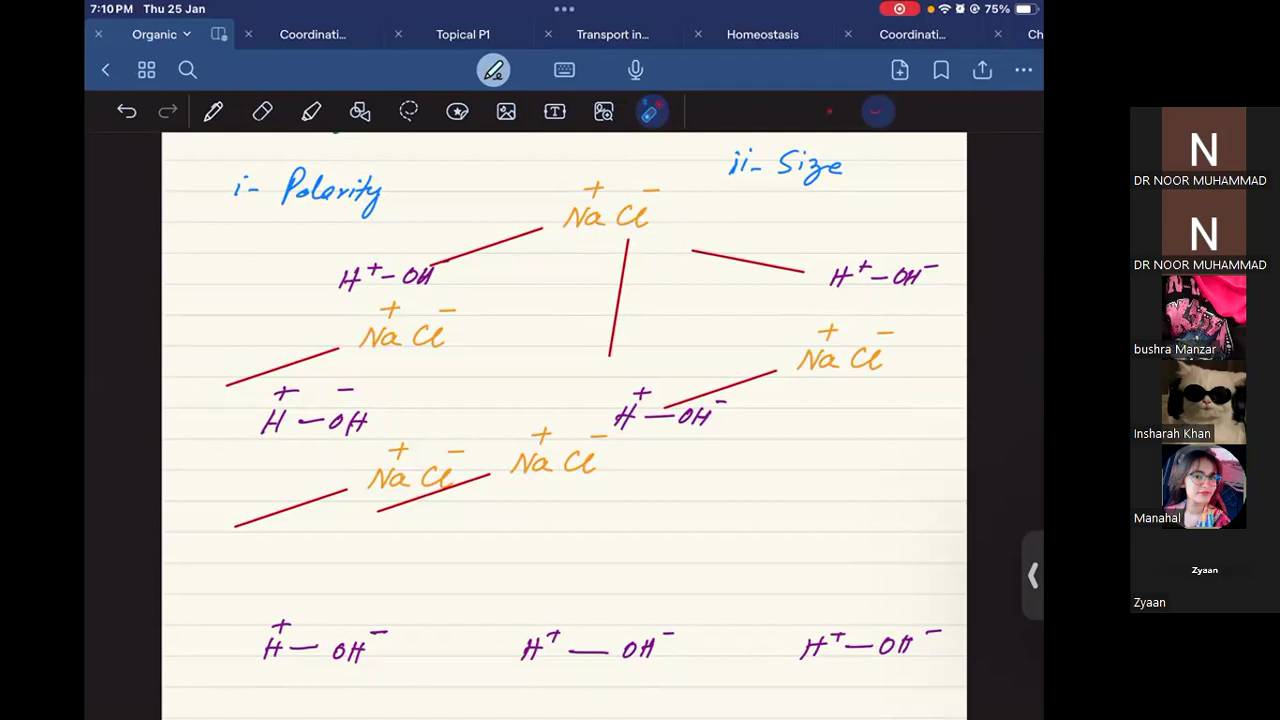 7:10 PM Thu 25 Jan
75%
Organic
Coordinati...
Topical P1
Transport in...
Homeostasis
Coordinati...
Ch
i- Polarity
ii- Size
Na⁺ Cl⁻
H⁺-OH⁻
H⁺-OH⁻
Na⁺ Cl⁻
Na⁺ Cl⁻
H⁺-OH⁻
H⁺-OH⁻
Na⁺ Cl⁻
Na⁺ Cl⁻
H⁺-OH⁻
H⁺-OH⁻
H⁺-OH⁻
N
DR NOOR MUHAMMAD
N
DR NOOR MUHAMMAD
bushra Manzar
Insharah Khan
Manahal
Zyaan
Zyaan